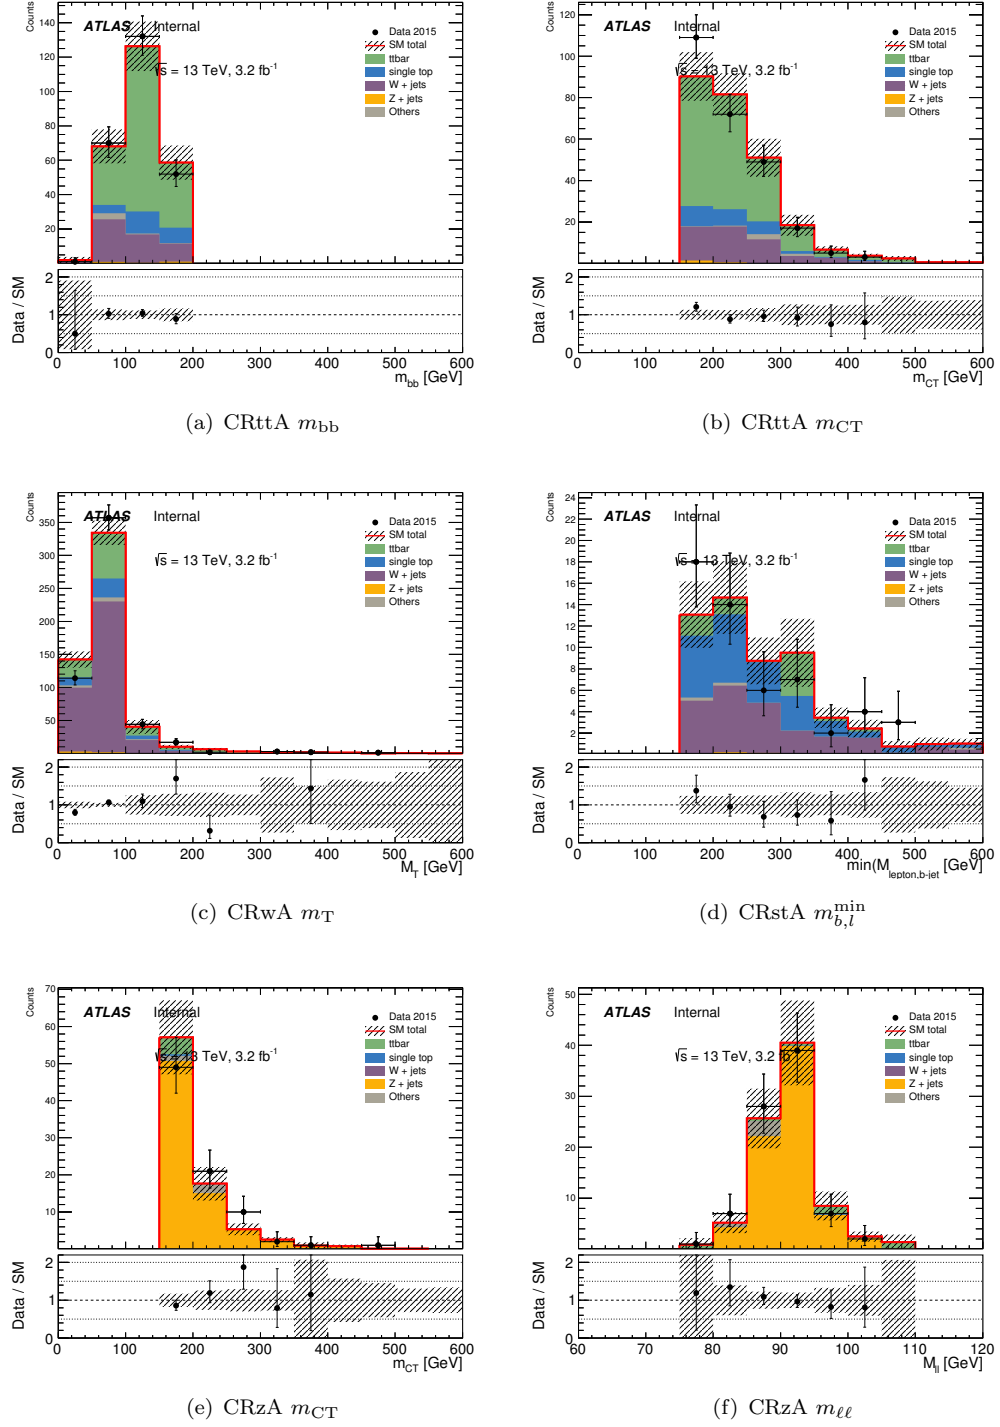 Counts
140
120
100
80
60
40
20
ATLAS Internal
√s = 13 TeV, 3.2 fb⁻¹
Data 2015
SM total
ttbar
single top
W + jets
Z + jets
Others
Data / SM
2
1
0
0 100 200 300 400 500 600
m_bb [GeV]
(a) CRttA m_bb
Counts
120
100
80
60
40
20
ATLAS Internal
√s = 13 TeV, 3.2 fb⁻¹
Data 2015
SM total
ttbar
single top
W + jets
Z + jets
Others
Data / SM
2
1
0
0 100 200 300 400 500 600
m_CT [GeV]
(b) CRttA m_CT
Counts
350
300
250
200
150
100
50
ATLAS Internal
√s = 13 TeV, 3.2 fb⁻¹
Data 2015
SM total
ttbar
single top
W + jets
Z + jets
Others
Data / SM
2
1
0
0 100 200 300 400 500 600
M_T [GeV]
(c) CRwA m_T
Counts
24
22
20
18
16
14
12
10
8
6
4
2
ATLAS Internal
√s = 13 TeV, 3.2 fb⁻¹
Data 2015
SM total
ttbar
single top
W + jets
Z + jets
Others
Data / SM
2
1
0
0 100 200 300 400 500 600
min(M_lepton,b-jet [GeV]
(d) CRstA m_b,l^min
Counts
70
60
50
40
30
20
10
ATLAS Internal
√s = 13 TeV, 3.2 fb⁻¹
Data 2015
SM total
ttbar
single top
W + jets
Z + jets
Others
Data / SM
2
1
0
0 100 200 300 400 500 600
m_CT [GeV]
(e) CRzA m_CT
Counts
50
40
30
20
10
ATLAS Internal
√s = 13 TeV, 3.2 fb
Data 2015
SM total
ttbar
single top
W + jets
Z + jets
Others
Data / SM
2
1
0
60 70 80 90 100 110 120
M_ll [GeV]
(f) CRzA m_ℓℓ